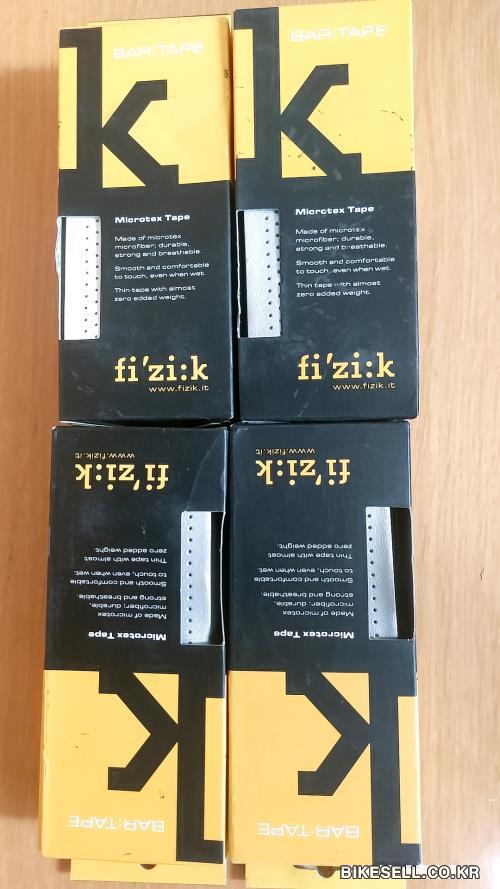 BAR:TAPE
k
Microtex Tape
Made of microtex
microfiber; durable,
strong and breathable.
Smooth and comfortable
to touch, even when wet.
Thin tape with almost
zero added weight.
fi'zi:k
www.fizik.it
BAR:TAPE
k
Microtex Tape
Made of microtex
microfiber; durable,
strong and breathable.
Smooth and comfortable
to touch, even when wet.
Thin tape with almost
zero added weight.
fi'zi:k
www.fizik.it
BAR:TAPE
k
Microtex Tape
Made of microtex
microfiber; durable,
strong and breathable.
Smooth and comfortable
to touch, even when wet.
Thin tape with almost
zero added weight.
fi'zi:k
www.fizik.it
BAR:TAPE
k
Microtex Tape
Made of microtex
microfiber; durable,
strong and breathable.
Smooth and comfortable
to touch, even when wet.
Thin tape with almost
zero added weight.
fi'zi:k
www.fizik.it
BIKESELL.CO.KR